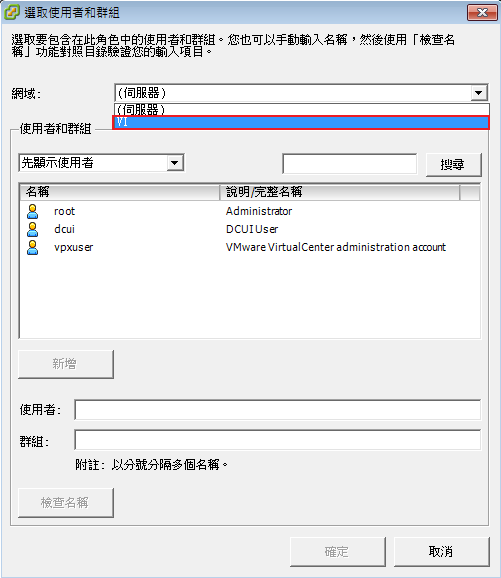 選取使用者和群組
選取要包含在此角色中的使用者和群組。您也可以手動輸入名稱，然後使用「檢查名
稱」功能對照目錄驗證您的輸入項目。
網域: (伺服器)
(伺服器)
VI
使用者和群組
先顯示使用者 搜尋
名稱 說明/完整名稱
root Administrator
dcui DCUI User
vpxuser VMware VirtualCenter administration account
新增
使用者:
群組:
附註: 以分號分隔多個名稱。
檢查名稱
確定 取消